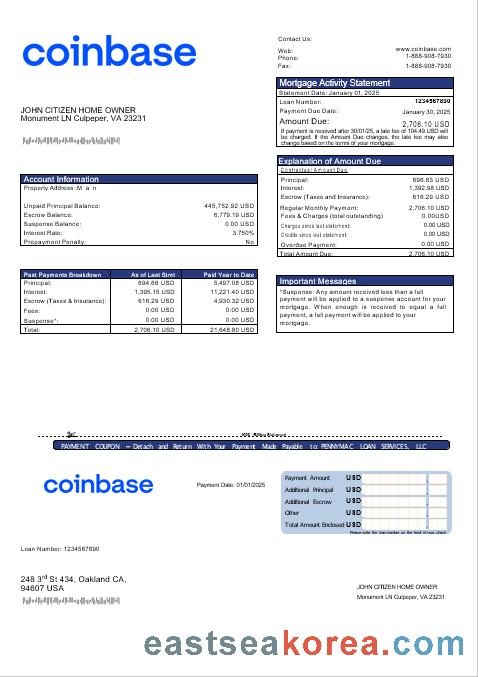 coinbase
Contact Us:
Web: www.coinbase.com
Phone: 1-888-908-7930
Fax: 1-888-908-7930
Mortgage Activity Statement
Statement Date: January 01, 2025
Loan Number: 1234567890
Payment Due Date: January 30, 2025
Amount Due: 2,706.10 USD
If payment is received after 30/01/25, a late fee of 104.49 USD will
be charged. If the Amount Due changes, the late fee may also
change based on the terms of your mortgage.
JOHN CITIZEN HOME OWNER
Monument LN Culpeper, VA 23231
Explanation of Amount Due
Contractual Amount Due
Principal: 696.83 USD
Interest: 1,392.98 USD
Escrow (Taxes and Insurance): 616.29 USD
Regular Monthly Payment: 2,706.10 USD
Fees & Charges (total outstanding) 0.00USD
Charges since last statement: 0.00 USD
Credits since last statement: 0.00 USD
Overdue Payment: 0.00 USD
Total Amount Due: 2,706.10 USD
Account Information
Property Address :M a n
Unpaid Principal Balance: 445,752.92 USD
Escrow Balance: 6,779.19 USD
Suspense Balance: 0.00 USD
Interest Rate: 3.750%
Prepayment Penalty: No
Past Payments Breakdown As of Last Stmt Paid Year to Date
Principal: 694.66 USD 5,497.08 USD
Interest: 1,395.15 USD 11,221.40 USD
Escrow (Taxes & Insurance): 616.29 USD 4,930.32 USD
Fees: 0.00 USD 0.00 USD
Suspense*: 0.00 USD 0.00 USD
Total: 2,706.10 USD 21,648.80 USD
Important Messages
*Suspense: Any amount received less than a full
payment will be applied to a suspense account for your
mortgage. When enough is received to equal a full
payment, a full payment will be applied to your
mortgage.
PAYMENT COUPON – Detach and Return With Your Payment Made Payable to: PENNYMAC LOAN SERVICES, LLC
coinbase
Payment Date: 01/01/2025
Payment Amount USD
Additional Principal USD
Additional Escrow USD
Other USD
Total Amount Enclosed USD
Please write the loan number on the front of your check
Loan Number: 1234567890
248 3rd St 434, Oakland CA,
94607 USA
JOHN CITIZEN HOME OWNER
Monument LN Culpeper, VA 23231
eastseakorea.com